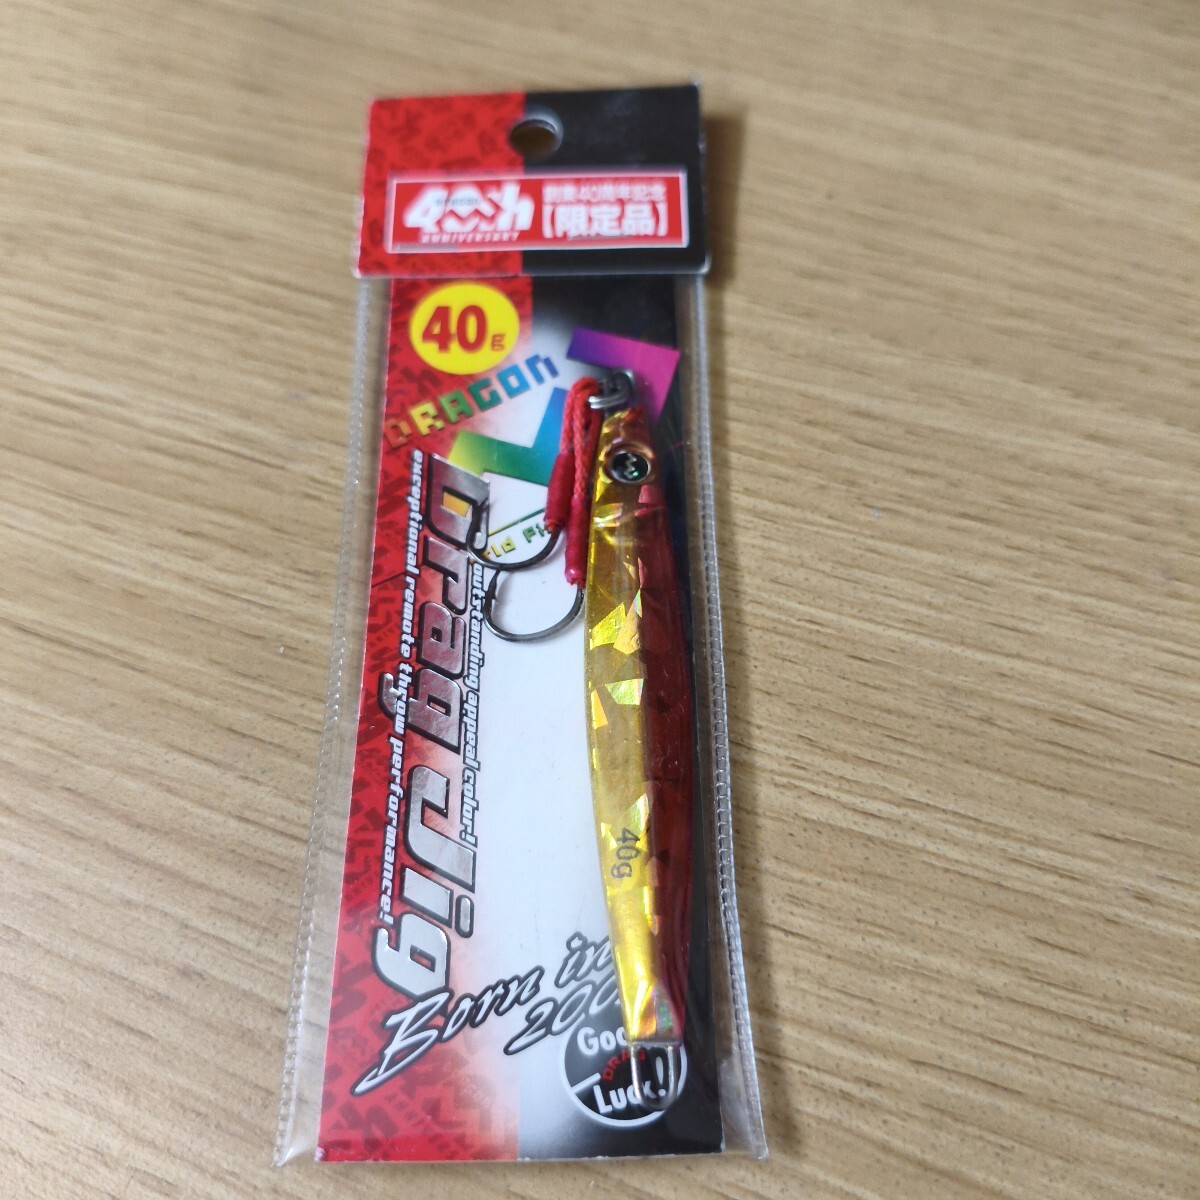 40th
ANNIVERSARY
創業40周年記念
【限定品】
40g
DRAGON
Drag Jig
outstanding appeal color!
exceptional remote throw performance!
40g
Born in
Good
Luck!